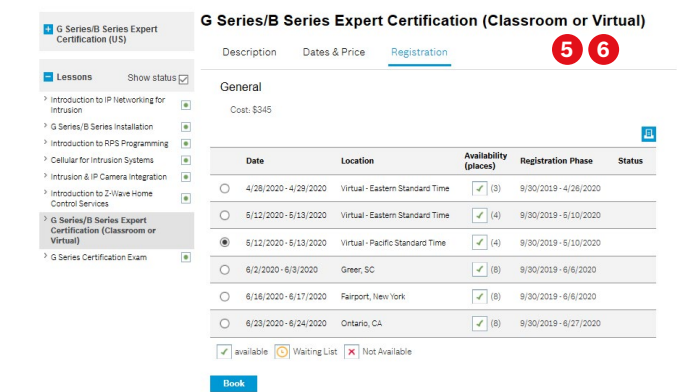 G Series/B Series Expert Certification (Classroom or Virtual)
G Series/B Series Expert
Certification (US)
Description Dates & Price Registration
5 6
Lessons Show status
Introduction to IP Networking for
Intrusion
G Series/B Series Installation
Introduction to RPS Programming
Cellular for Intrusion Systems
Intrusion & IP Camera Integration
Introduction to Z-Wave Home
Control Services
G Series/B Series Expert
Certification (Classroom or
Virtual)
G Series Certification Exam
General
Cost: $345
Date Location Availability (places) Registration Phase Status
4/28/2020 - 4/29/2020 Virtual - Eastern Standard Time (3) 9/30/2019 - 4/26/2020
5/12/2020 - 5/13/2020 Virtual - Eastern Standard Time (4) 9/30/2019 - 5/10/2020
5/12/2020 - 5/13/2020 Virtual - Pacific Standard Time (4) 9/30/2019 - 5/10/2020
6/2/2020 - 6/3/2020 Greer, SC (8) 9/30/2019 - 6/6/2020
6/16/2020 - 6/17/2020 Fairport, New York (8) 9/30/2019 - 6/6/2020
6/23/2020 - 6/24/2020 Ontario, CA (8) 9/30/2019 - 6/27/2020
available Waiting List Not Available
Book